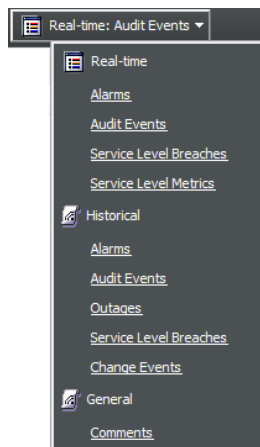 Real-time: Audit Events
Real-time
Alarms
Audit Events
Service Level Breaches
Service Level Metrics
Historical
Alarms
Audit Events
Outages
Service Level Breaches
Change Events
General
Comments